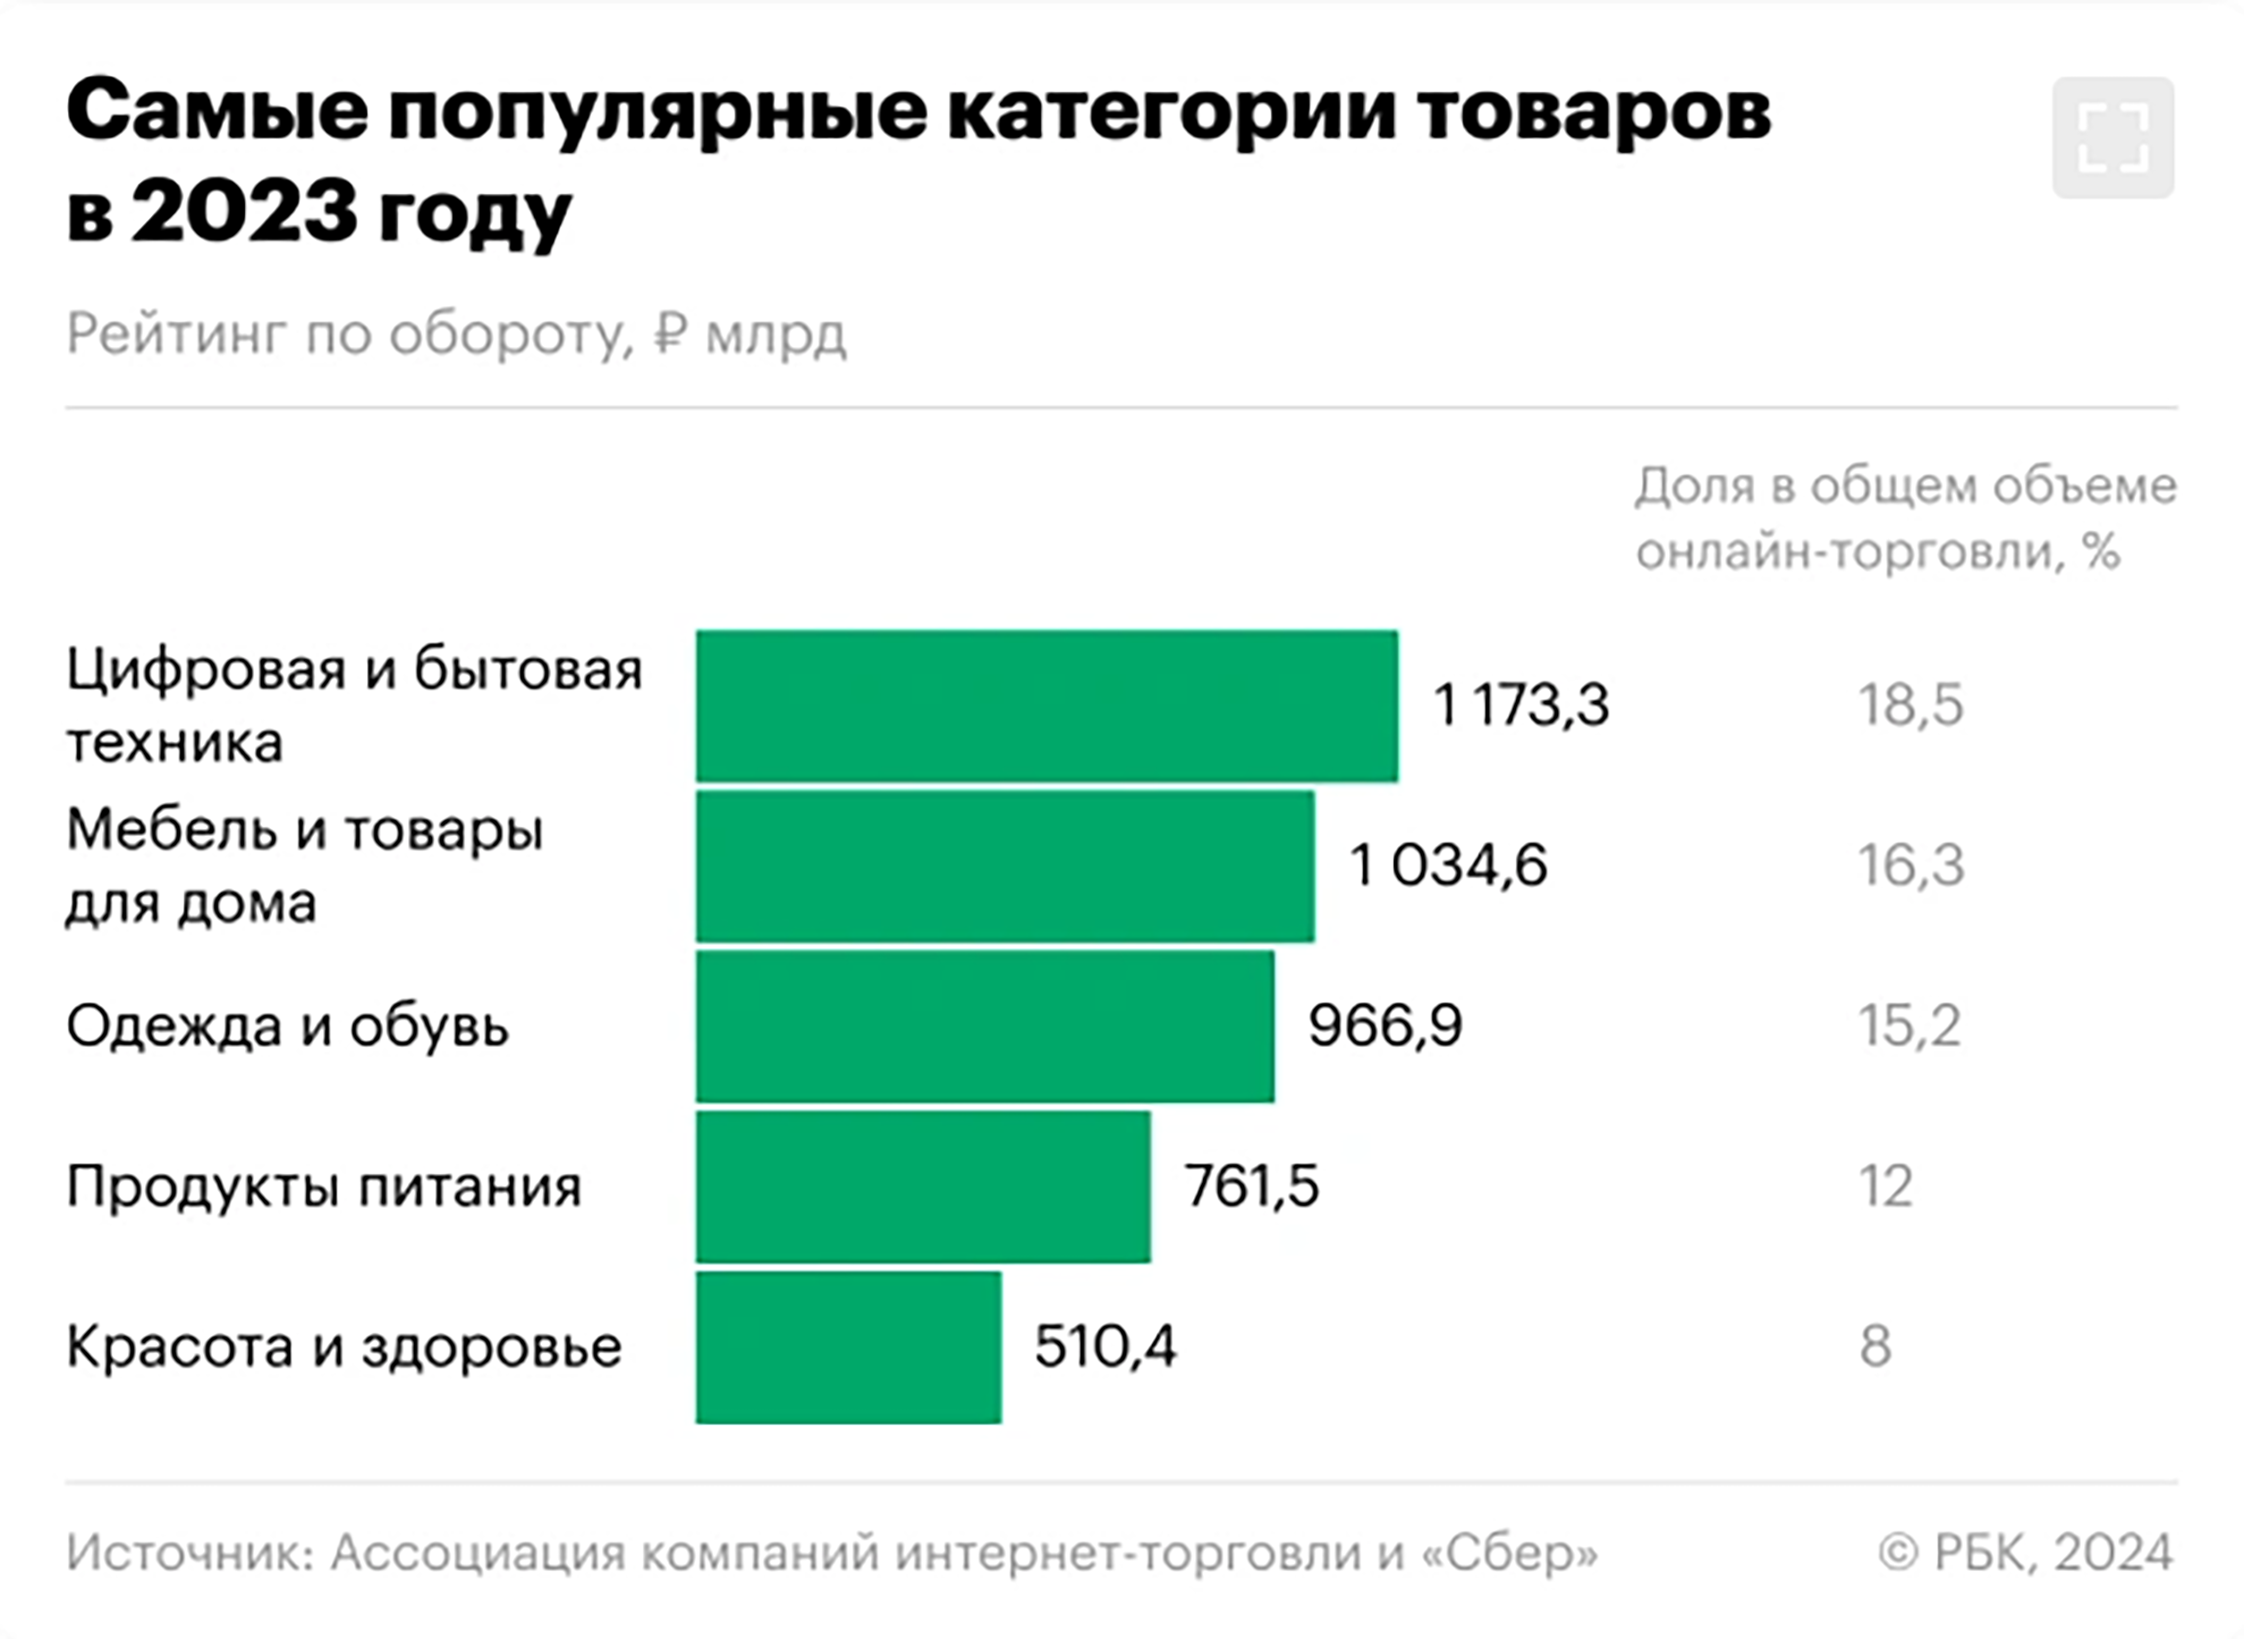 Самые популярные категории товаров
в 2023 году
Рейтинг по обороту, ₽ млрд
Доля в общем объеме
онлайн-торговли, %
Цифровая и бытовая
техника
1 173,3
18,5
Мебель и товары
для дома
1 034,6
16,3
Одежда и обувь
966,9
15,2
Продукты питания
761,5
12
Красота и здоровье
510,4
8
Источник: Ассоциация компаний интернет-торговли и «Сбер»
© РБК, 2024